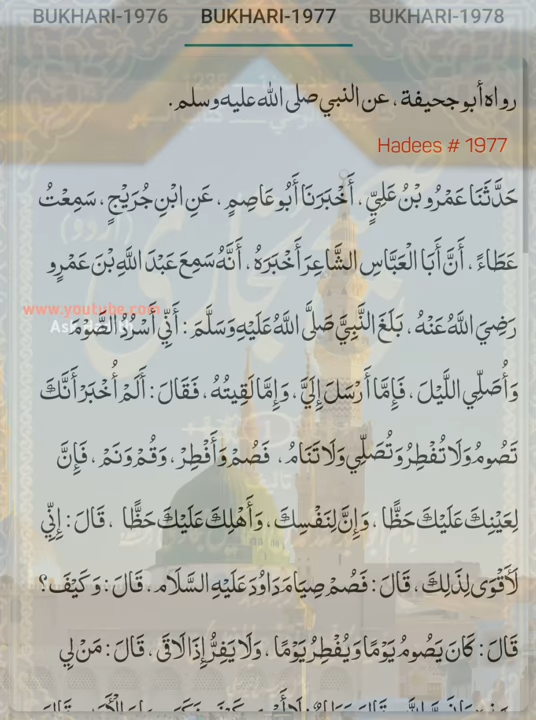 BUKHARI-1976 BUKHARI-1977 BUKHARI-1978
رواه أبو جحيفة ، عن النبي صلى الله عليه وسلم .
Hadees # 1977
حَدَّثَنَا عَمْرُو بْنُ عَلِيٍّ ، أَخْبَرَنَا أَبُو عَاصِمٍ ، عَنِ ابْنِ جُرَيْجٍ ، سَمِعْتُ
عَطَاءً ، أَنَّ أَبَا الْعَبَّاسِ الشَّاعِرَ أَخْبَرَهُ ، أَنَّهُ سَمِعَ عَبْدَ اللَّهِ بْنَ عَمْرٍو
www.youtube.com
رَضِيَ اللَّهُ عَنْهُ ، بَلَغَ النَّبِيَّ صَلَّى اللَّهُ عَلَيْهِ وَسَلَّمَ : أَنِّي أَسْرُدُ الصَّوْمَ
وَأُصَلِّي اللَّيْلَ ، فَإِمَّا أَرْسَلَ إِلَيَّ ، وَإِمَّا لَقِيتُهُ ، فَقَالَ : أَلَمْ أُخْبَرْ أَنَّكَ
تَصُومُ وَلَا تُفْطِرُ وَتُصَلِّي وَلَا تَنَامُ ، فَصُمْ وَأَفْطِرْ ، وَقُمْ وَنَمْ ، فَإِنَّ
لِعَيْنِكَ عَلَيْكَ حَظًّا ، وَإِنَّ لِنَفْسِكَ ، وَأَهْلِكَ عَلَيْكَ حَظًّا ، قَالَ : إِنِّي
لَأَقْوَى لِذَلِكَ ، قَالَ : فَصُمْ صِيَامَ دَاوُدَ عَلَيْهِ السَّلَام ، قَالَ : وَكَيْفَ ؟
قَالَ : كَانَ يَصُومُ يَوْمًا وَيُفْطِرُ يَوْمًا ، وَلَا يَفِرُّ إِذَا لَاقَى ، قَالَ : مَنْ لِي